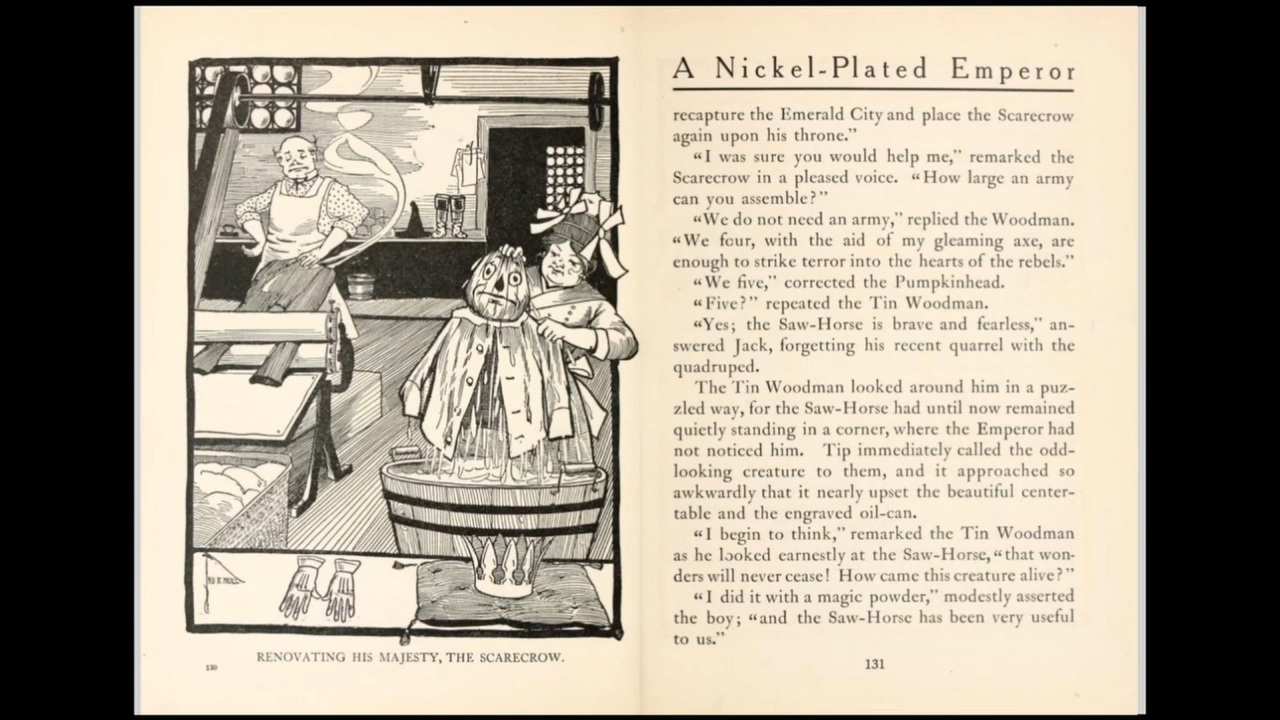 RENOVATING HIS MAJESTY, THE SCARECROW.
130
A Nickel-Plated Emperor
recapture the Emerald City and place the Scarecrow
again upon his throne.”
“I was sure you would help me,” remarked the
Scarecrow in a pleased voice. “How large an army
can you assemble?”
“We do not need an army,” replied the Woodman.
“We four, with the aid of my gleaming axe, are
enough to strike terror into the hearts of the rebels.”
“We five,” corrected the Pumpkinhead.
“Five?” repeated the Tin Woodman.
“Yes; the Saw-Horse is brave and fearless,” an-
swered Jack, forgetting his recent quarrel with the
quadruped.
The Tin Woodman looked around him in a puz-
zled way, for the Saw-Horse had until now remained
quietly standing in a corner, where the Emperor had
not noticed him. Tip immediately called the odd-
looking creature to them, and it approached so
awkwardly that it nearly upset the beautiful center-
table and the engraved oil-can.
“I begin to think,” remarked the Tin Woodman
as he looked earnestly at the Saw-Horse, “that won-
ders will never cease! How came this creature alive?”
“I did it with a magic powder,” modestly asserted
the boy; “and the Saw-Horse has been very useful
to us.”
131